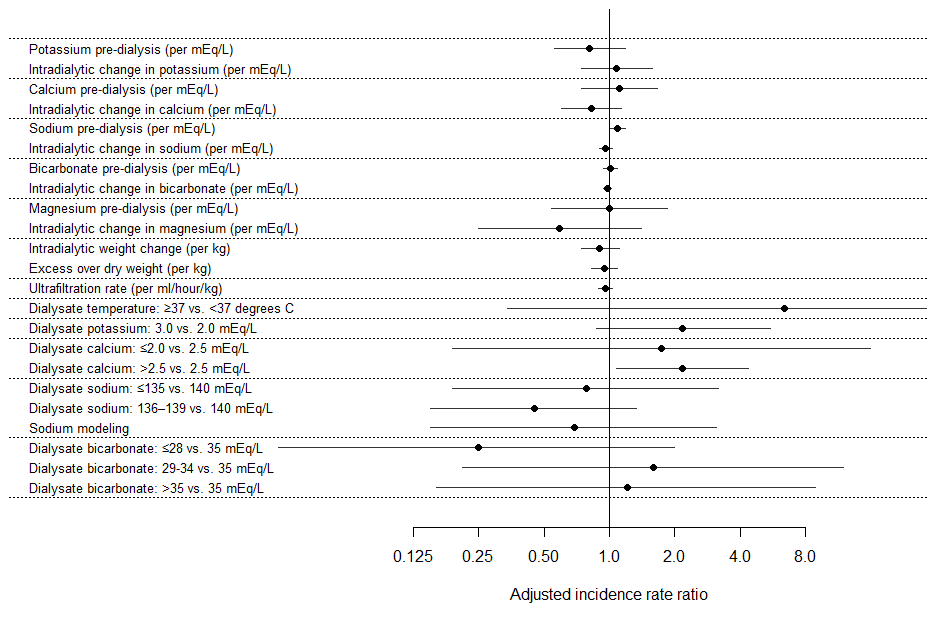 Potassium pre-dialysis (per mEq/L)
Intradialytic change in potassium (per mEq/L)
Calcium pre-dialysis (per mEq/L)
Intradialytic change in calcium (per mEq/L)
Sodium pre-dialysis (per mEq/L)
Intradialytic change in sodium (per mEq/L)
Bicarbonate pre-dialysis (per mEq/L)
Intradialytic change in bicarbonate (per mEq/L)
Magnesium pre-dialysis (per mEq/L)
Intradialytic change in magnesium (per mEq/L)
Intradialytic weight change (per kg)
Excess over dry weight (per kg)
Ultrafiltration rate (per ml/hour/kg)
Dialysate temperature: ≥37 vs. <37 degrees C
Dialysate potassium: 3.0 vs. 2.0 mEq/L
Dialysate calcium: ≤2.0 vs. 2.5 mEq/L
Dialysate calcium: >2.5 vs. 2.5 mEq/L
Dialysate sodium: ≤135 vs. 140 mEq/L
Dialysate sodium: 136–139 vs. 140 mEq/L
Sodium modeling
Dialysate bicarbonate: ≤28 vs. 35 mEq/L
Dialysate bicarbonate: 29-34 vs. 35 mEq/L
Dialysate bicarbonate: >35 vs. 35 mEq/L
0.125 0.25 0.50 1.0 2.0 4.0 8.0
Adjusted incidence rate ratio